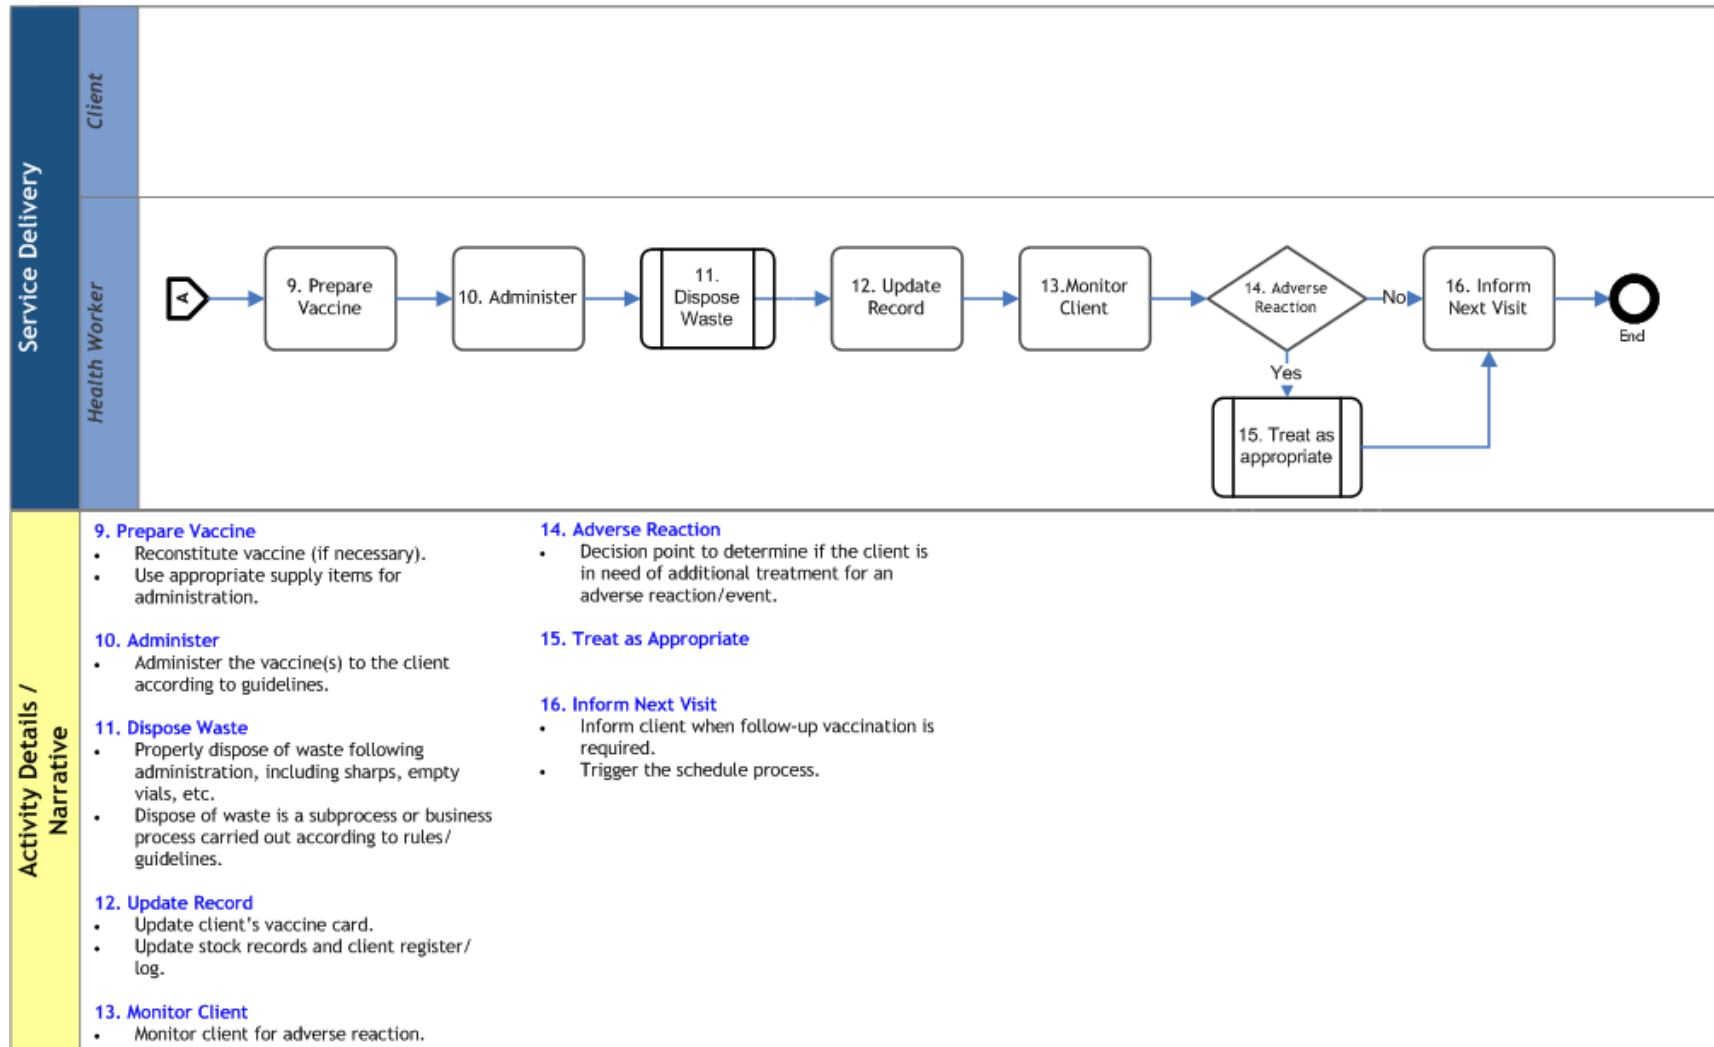 Service Delivery
Client
Health Worker
A
9. Prepare
Vaccine
10. Administer
11.
Dispose
Waste
12. Update
Record
13.Monitor
Client
14. Adverse
Reaction
No
16. Inform
Next Visit
End
Yes
15. Treat as
appropriate
Activity Details /
Narrative
9. Prepare Vaccine
• Reconstitute vaccine (if necessary).
• Use appropriate supply items for
administration.
10. Administer
• Administer the vaccine(s) to the client
according to guidelines.
11. Dispose Waste
• Properly dispose of waste following
administration, including sharps, empty
vials, etc.
• Dispose of waste is a subprocess or business
process carried out according to rules/
guidelines.
12. Update Record
• Update client's vaccine card.
• Update stock records and client register/
log.
13. Monitor Client
• Monitor client for adverse reaction.
14. Adverse Reaction
• Decision point to determine if the client is
in need of additional treatment for an
adverse reaction/event.
15. Treat as Appropriate
16. Inform Next Visit
• Inform client when follow-up vaccination is
required.
• Trigger the schedule process.